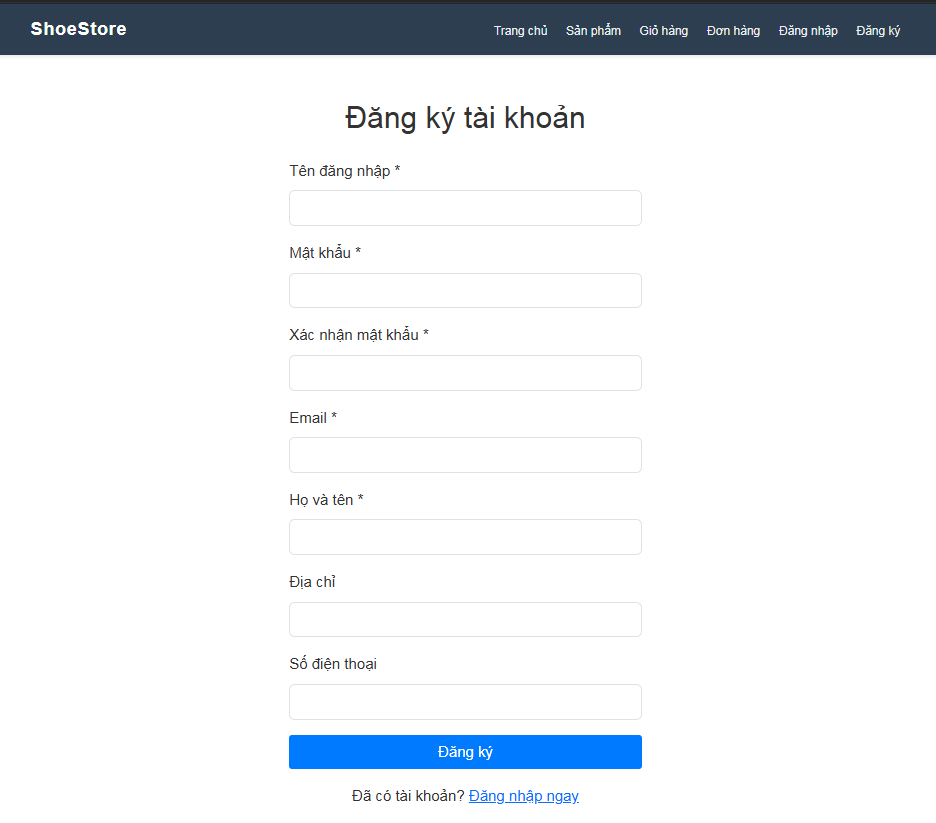 ShoeStore Trang chủ Sản phẩm Giỏ hàng Đơn hàng Đăng nhập Đăng ký
Đăng ký tài khoản
Tên đăng nhập *
Mật khẩu *
Xác nhận mật khẩu *
Email *
Họ và tên *
Địa chỉ
Số điện thoại
Đăng ký
Đã có tài khoản? Đăng nhập ngay